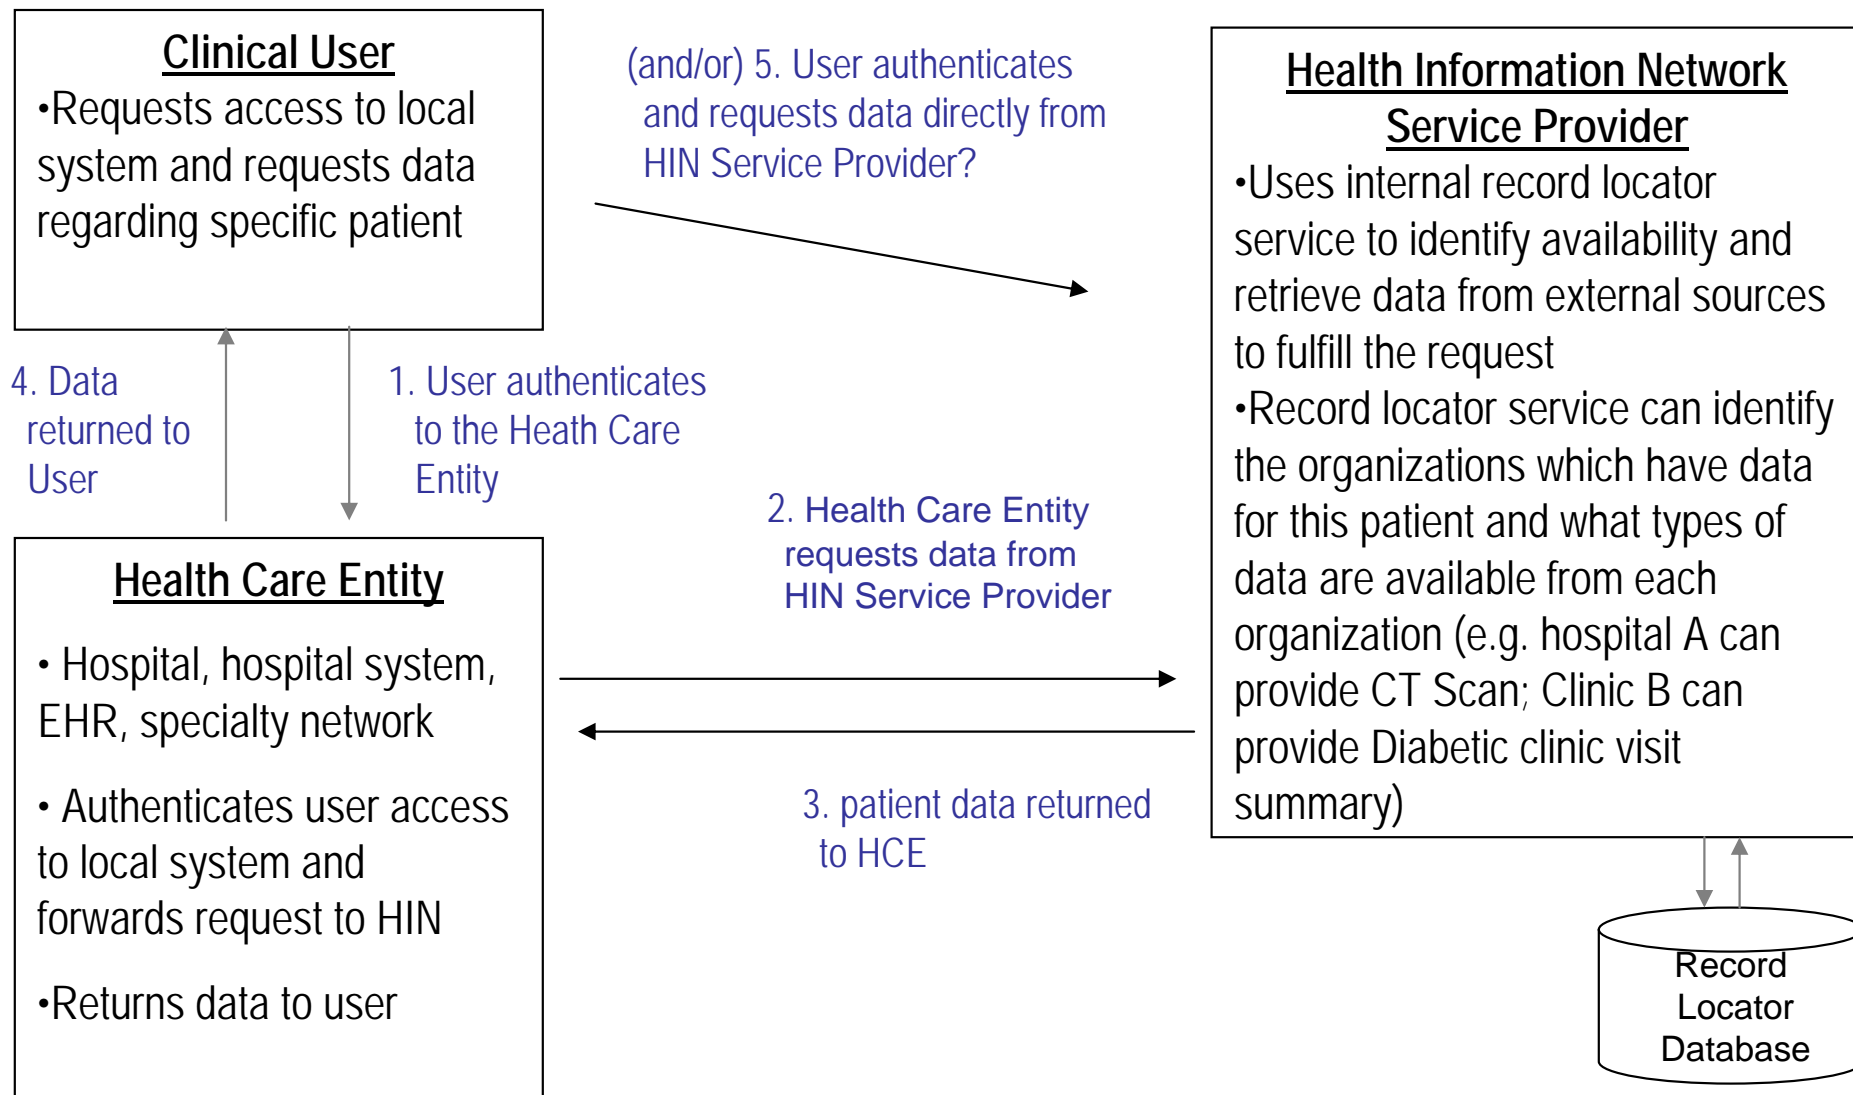 Clinical User
•Requests access to local
system and requests data
regarding specific patient
(and/or) 5. User authenticates
and requests data directly from
HIN Service Provider?
Health Information Network
Service Provider
•Uses internal record locator
service to identify availability and
retrieve data from external sources
to fulfill the request
•Record locator service can identify
the organizations which have data
for this patient and what types of
data are available from each
organization (e.g. hospital A can
provide CT Scan; Clinic B can
provide Diabetic clinic visit
summary)
4. Data
returned to
User
1. User authenticates
to the Heath Care
Entity
2. Health Care Entity
requests data from
HIN Service Provider
3. patient data returned
to HCE
Health Care Entity
• Hospital, hospital system,
EHR, specialty network
• Authenticates user access
to local system and
forwards request to HIN
•Returns data to user
Record
Locator
Database